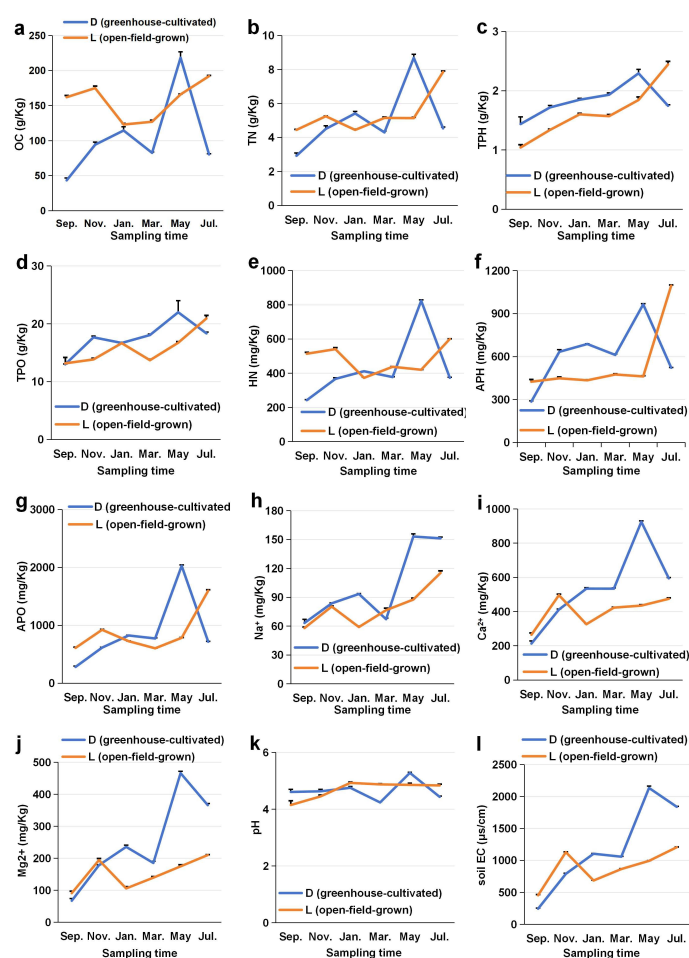 a
D (greenhouse-cultivated)
L (open-field-grown)
250
200
150
100
50
0
OC (g/Kg)
Sep. Nov. Jan. Mar. May Jul.
Sampling time
b
10
8
6
4
2
0
TN (g/Kg)
D (greenhouse-cultivated)
L (open-field-grown)
Sep. Nov. Jan. Mar. May Jul.
Sampling time
c
3
2
1
0
TPH (g/Kg)
D (greenhouse-cultivated)
L (open-field-grown)
Sep. Nov. Jan. Mar. May Jul.
Sampling time
d
30
20
10
0
TPO (g/Kg)
D (greenhouse-cultivated)
L (open-field-grown)
Sep. Nov. Jan. Mar. May Jul.
Sampling time
e
1000
800
600
400
200
0
HN (mg/Kg)
D (greenhouse-cultivated)
L (open-field-grown)
Sep. Nov. Jan. Mar. May Jul.
Sampling time
f
1200
900
600
300
0
APH (mg/Kg)
D (greenhouse-cultivated)
L (open-field-grown)
Sep. Nov. Jan. Mar. May Jul.
Sampling time
g
D (greenhouse-cultivated
L (open-field-grown)
3000
2000
1000
0
APO (mg/Kg)
Sep. Nov. Jan. Mar. May Jul.
Sampling time
h
180
150
120
90
60
30
0
Na⁺ (mg/Kg)
D (greenhouse-cultivated)
L (open-field-grown)
Sep. Nov. Jan. Mar. May Jul.
Sampling time
i
1000
800
600
400
200
0
Ca²⁺ (mg/Kg)
D (greenhouse-cultivated)
L (open-field-grown)
Sep. Nov. Jan. Mar. May Jul.
Sampling time
j
D (greenhouse-cultivated)
L (open-field-grown)
500
400
300
200
100
0
Mg2+ (mg/Kg)
Sep. Nov. Jan. Mar. May Jul.
Sampling time
k
6
4
2
0
pH
D (greenhouse-cultivated)
L (open-field-grown)
Sep. Nov. Jan. Mar. May Jul.
Sampling time
l
D (greenhouse-cultivated)
L (open-field-grown)
2500
2000
1500
1000
500
0
soil EC (µs/cm)
Sep. Nov. Jan. Mar. May Jul.
Sampling time